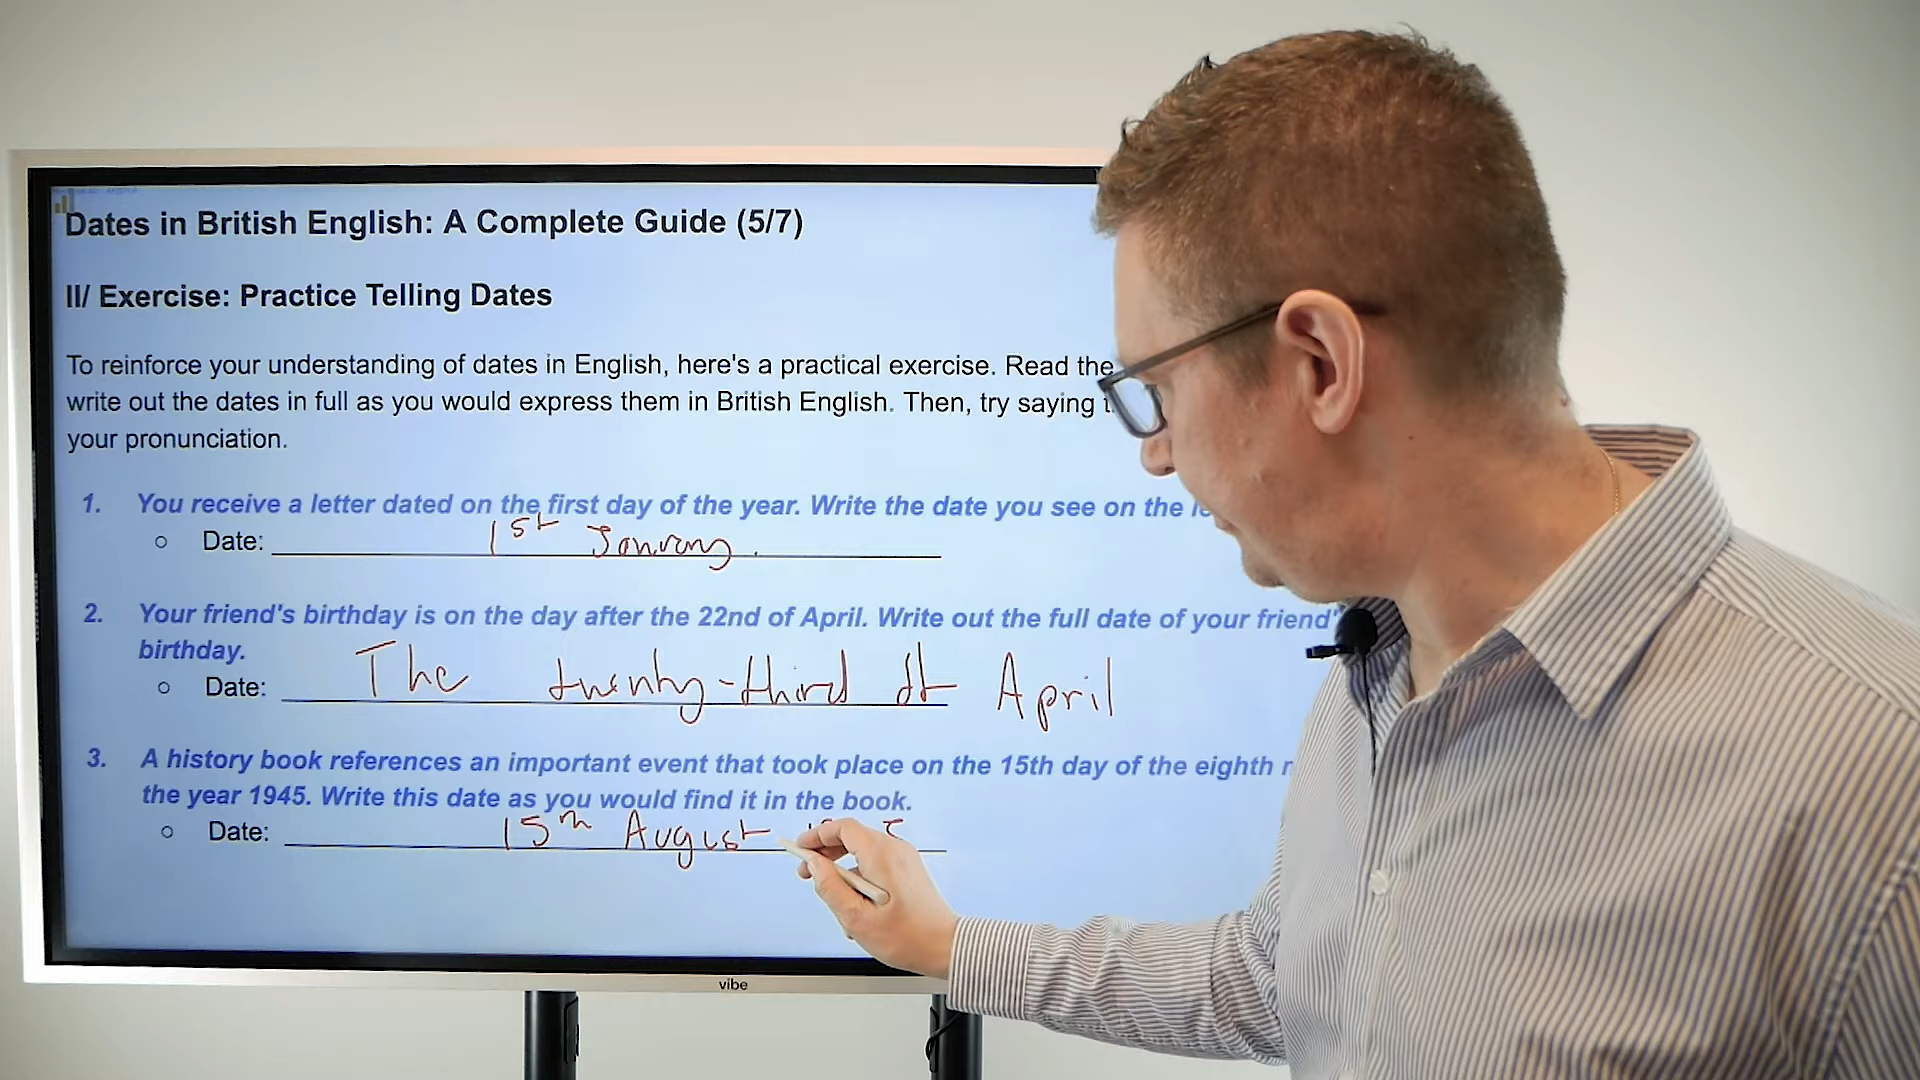 Dates in British English: A Complete Guide (5/7)
II/ Exercise: Practice Telling Dates
To reinforce your understanding of dates in English, here's a practical exercise. Read the
write out the dates in full as you would express them in British English. Then, try saying
your pronunciation.
1. You receive a letter dated on the first day of the year. Write the date you see on the
Date: 1st January.
2. Your friend's birthday is on the day after the 22nd of April. Write out the full date of your friend'
birthday.
Date: The twenty-third of April
3. A history book references an important event that took place on the 15th day of the eighth
the year 1945. Write this date as you would find it in the book.
Date: 15th August
vibe